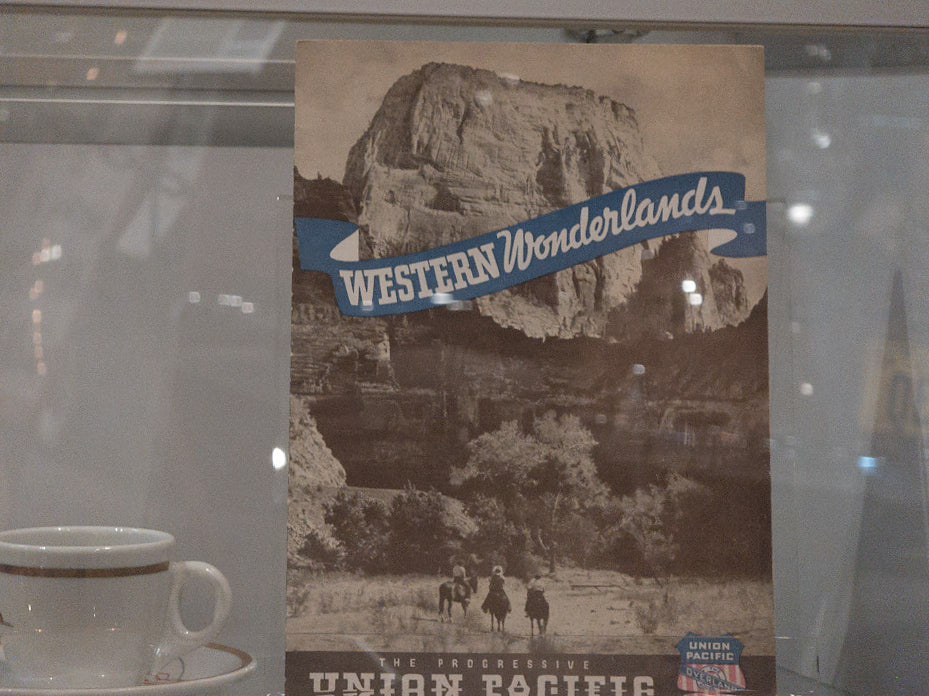 WESTERN Wonderlands
THE PROGRESSIVE
UNION PACIFIC
UNION
PACIFIC
OVERLAND